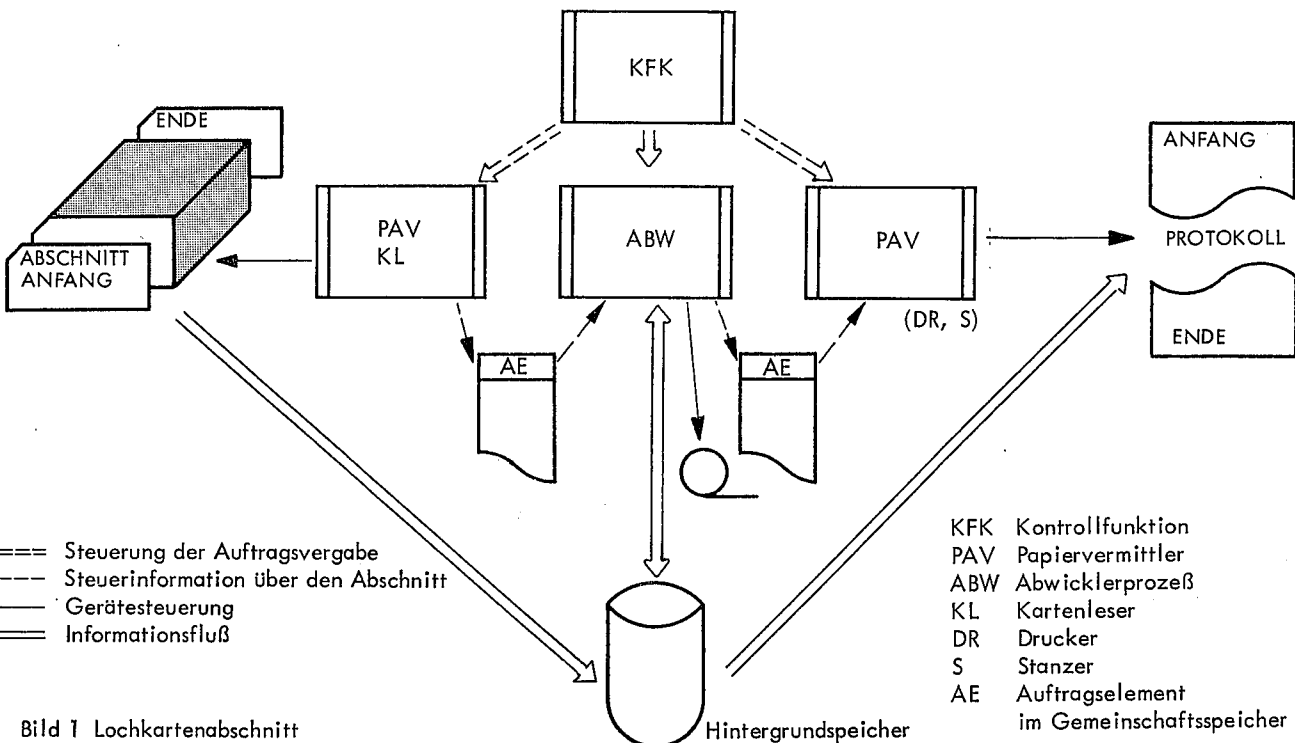 KFK
ENDE
ABSCHNITT
ANFANG
PAV
KL
ABW
PAV
(DR, S)
ANFANG
PROTOKOLL
ENDE
AE
AE
Steuerung der Auftragsvergabe
Steuerinformation über den Abschnitt
Gerätesteuerung
Informationsfluß
KFK Kontrollfunktion
PAV Papiervermittler
ABW Abwicklerprozeß
KL Kartenleser
DR Drucker
S Stanzer
AE Auftragselement
im Gemeinschaftsspeicher
Bild 1 Lochkartenabschnitt
Hintergrundspeicher